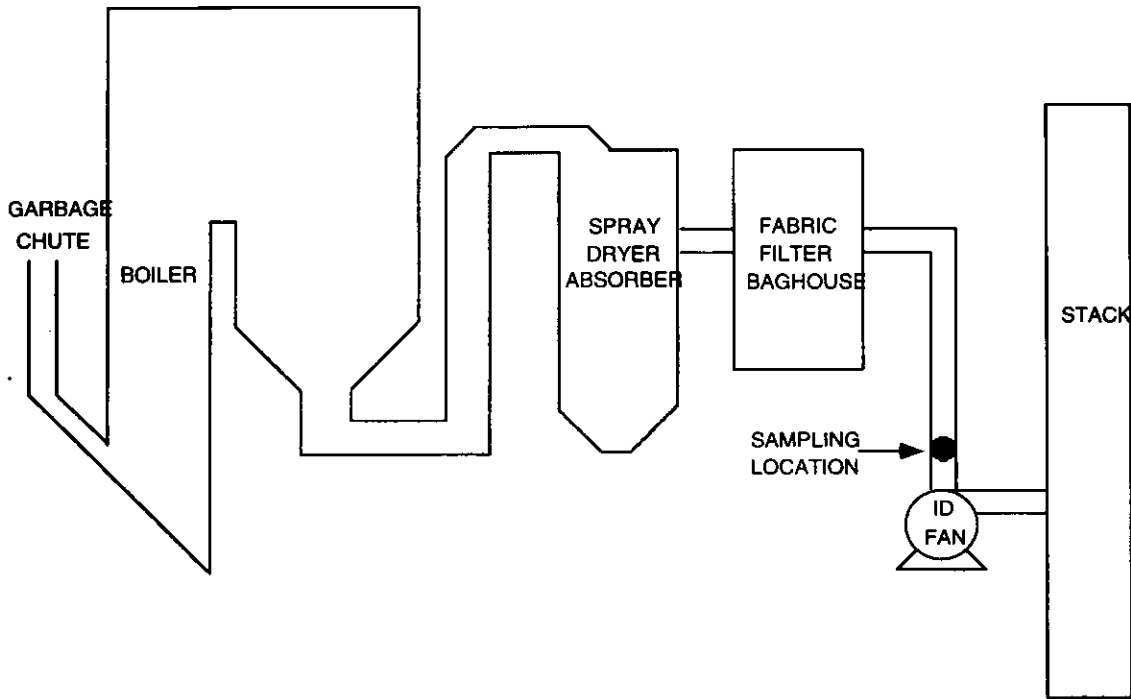 GARBAGE
CHUTE
BOILER
SPRAY
DRYER
ABSORBER
FABRIC
FILTER
BAGHOUSE
SAMPLING
LOCATION
ID
FAN
STACK